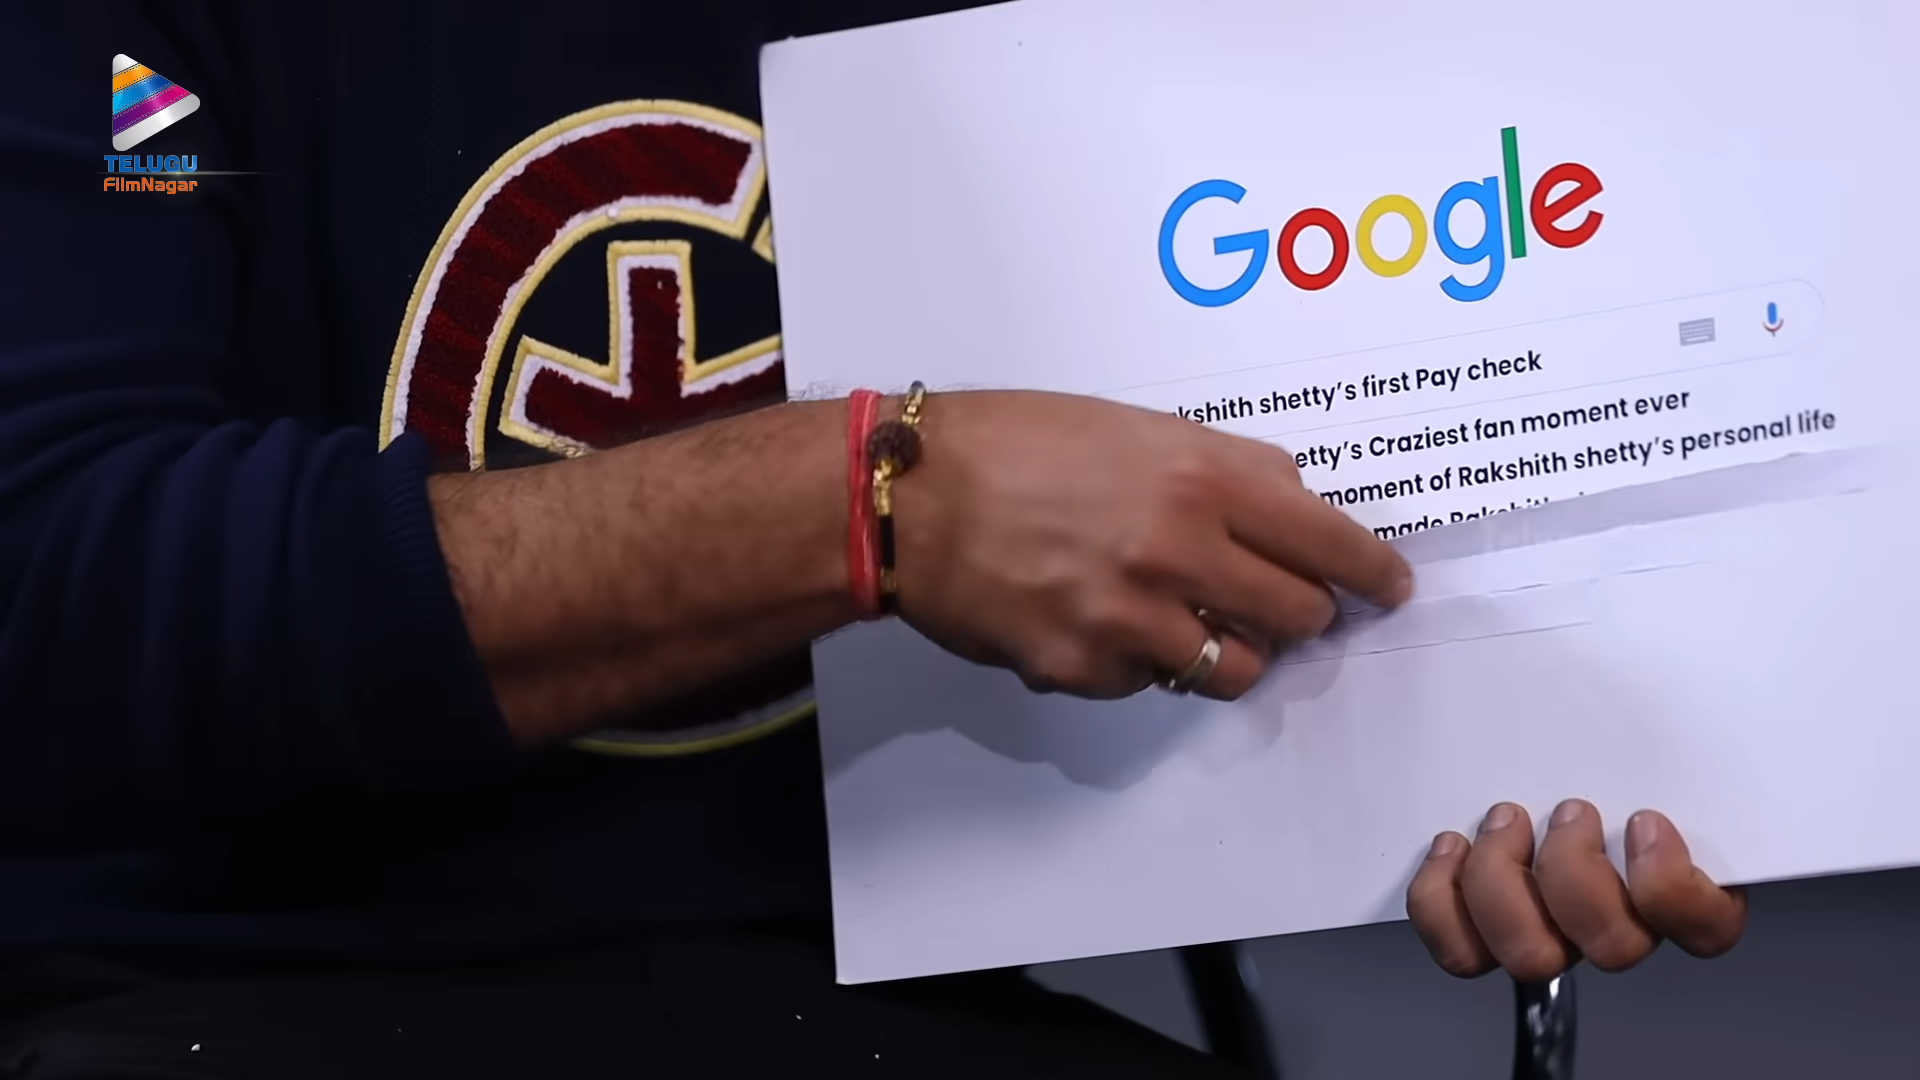 TELUGU
FilmNagar
Google
kshith shetty's first Pay check
etty's Craziest fan moment ever
moment of Rakshith shetty's personal life
made